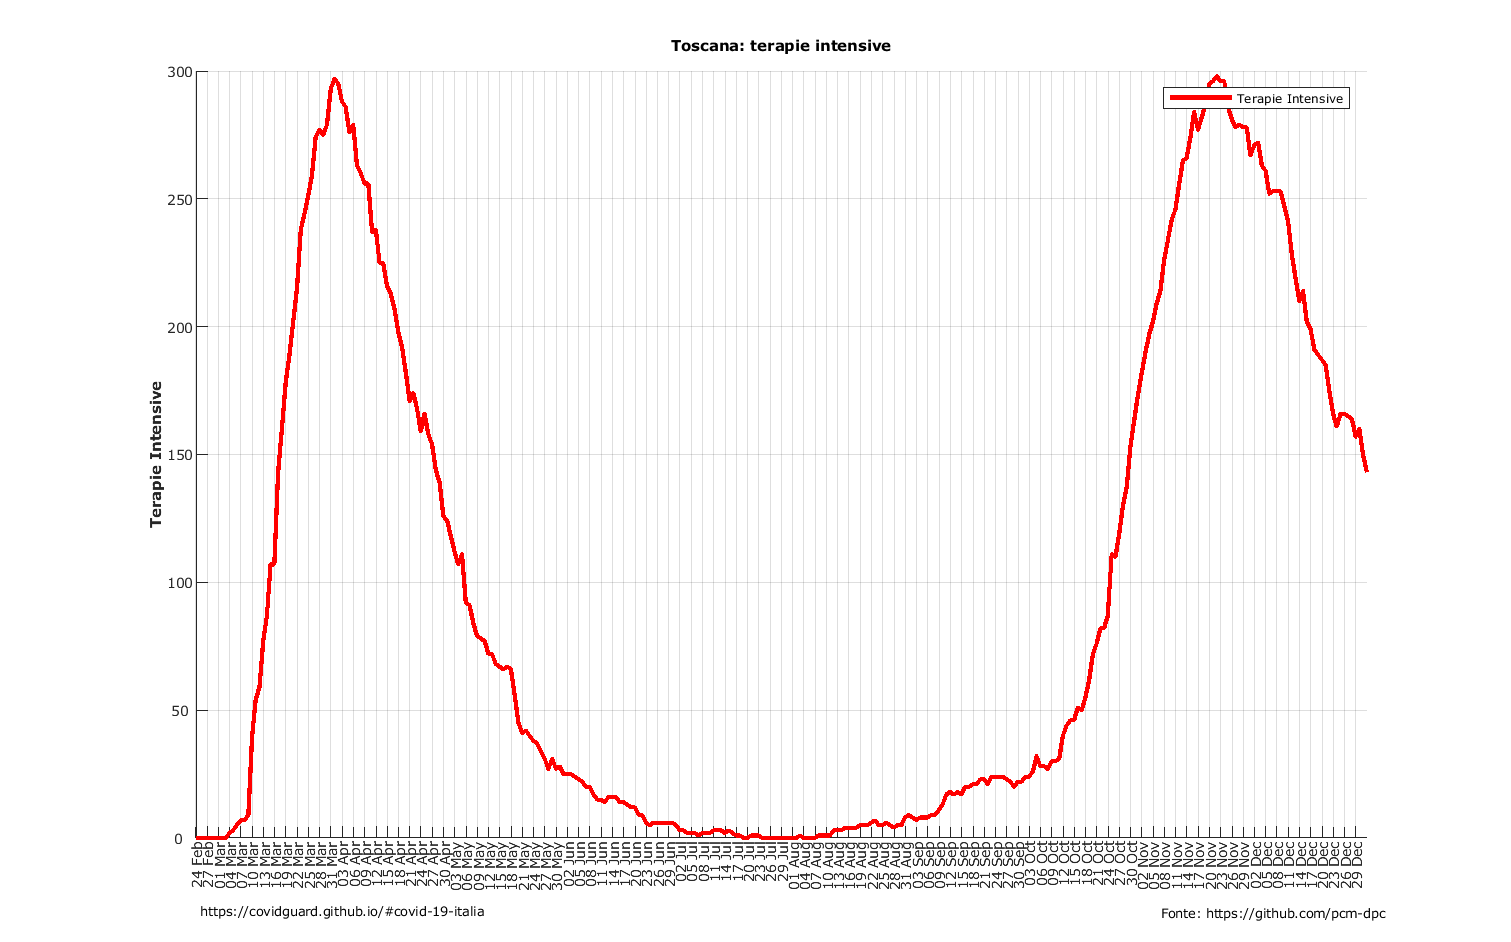 Toscana: terapie intensive
Terapie Intensive
Terapie Intensive
300
250
200
150
100
50
0
24 Feb
27 Feb
01 Mar
04 Mar
07 Mar
10 Mar
13 Mar
16 Mar
19 Mar
22 Mar
25 Mar
28 Mar
31 Mar
03 Apr
06 Apr
09 Apr
12 Apr
15 Apr
18 Apr
21 Apr
24 Apr
27 Apr
30 Apr
03 May
06 May
09 May
12 May
15 May
18 May
21 May
24 May
27 May
30 May
02 Jun
05 Jun
08 Jun
11 Jun
14 Jun
17 Jun
20 Jun
23 Jun
26 Jun
29 Jun
02 Jul
05 Jul
08 Jul
11 Jul
14 Jul
17 Jul
20 Jul
23 Jul
26 Jul
29 Jul
01 Aug
04 Aug
07 Aug
10 Aug
13 Aug
16 Aug
19 Aug
22 Aug
25 Aug
28 Aug
31 Aug
03 Sep
06 Sep
09 Sep
12 Sep
15 Sep
18 Sep
21 Sep
24 Sep
27 Sep
30 Sep
03 Oct
06 Oct
09 Oct
12 Oct
15 Oct
18 Oct
21 Oct
24 Oct
27 Oct
30 Oct
02 Nov
05 Nov
08 Nov
11 Nov
14 Nov
17 Nov
20 Nov
23 Nov
26 Nov
29 Nov
02 Dec
05 Dec
08 Dec
11 Dec
14 Dec
17 Dec
20 Dec
23 Dec
26 Dec
29 Dec
https://covidguard.github.io/#covid-19-italia
Fonte: https://github.com/pcm-dpc